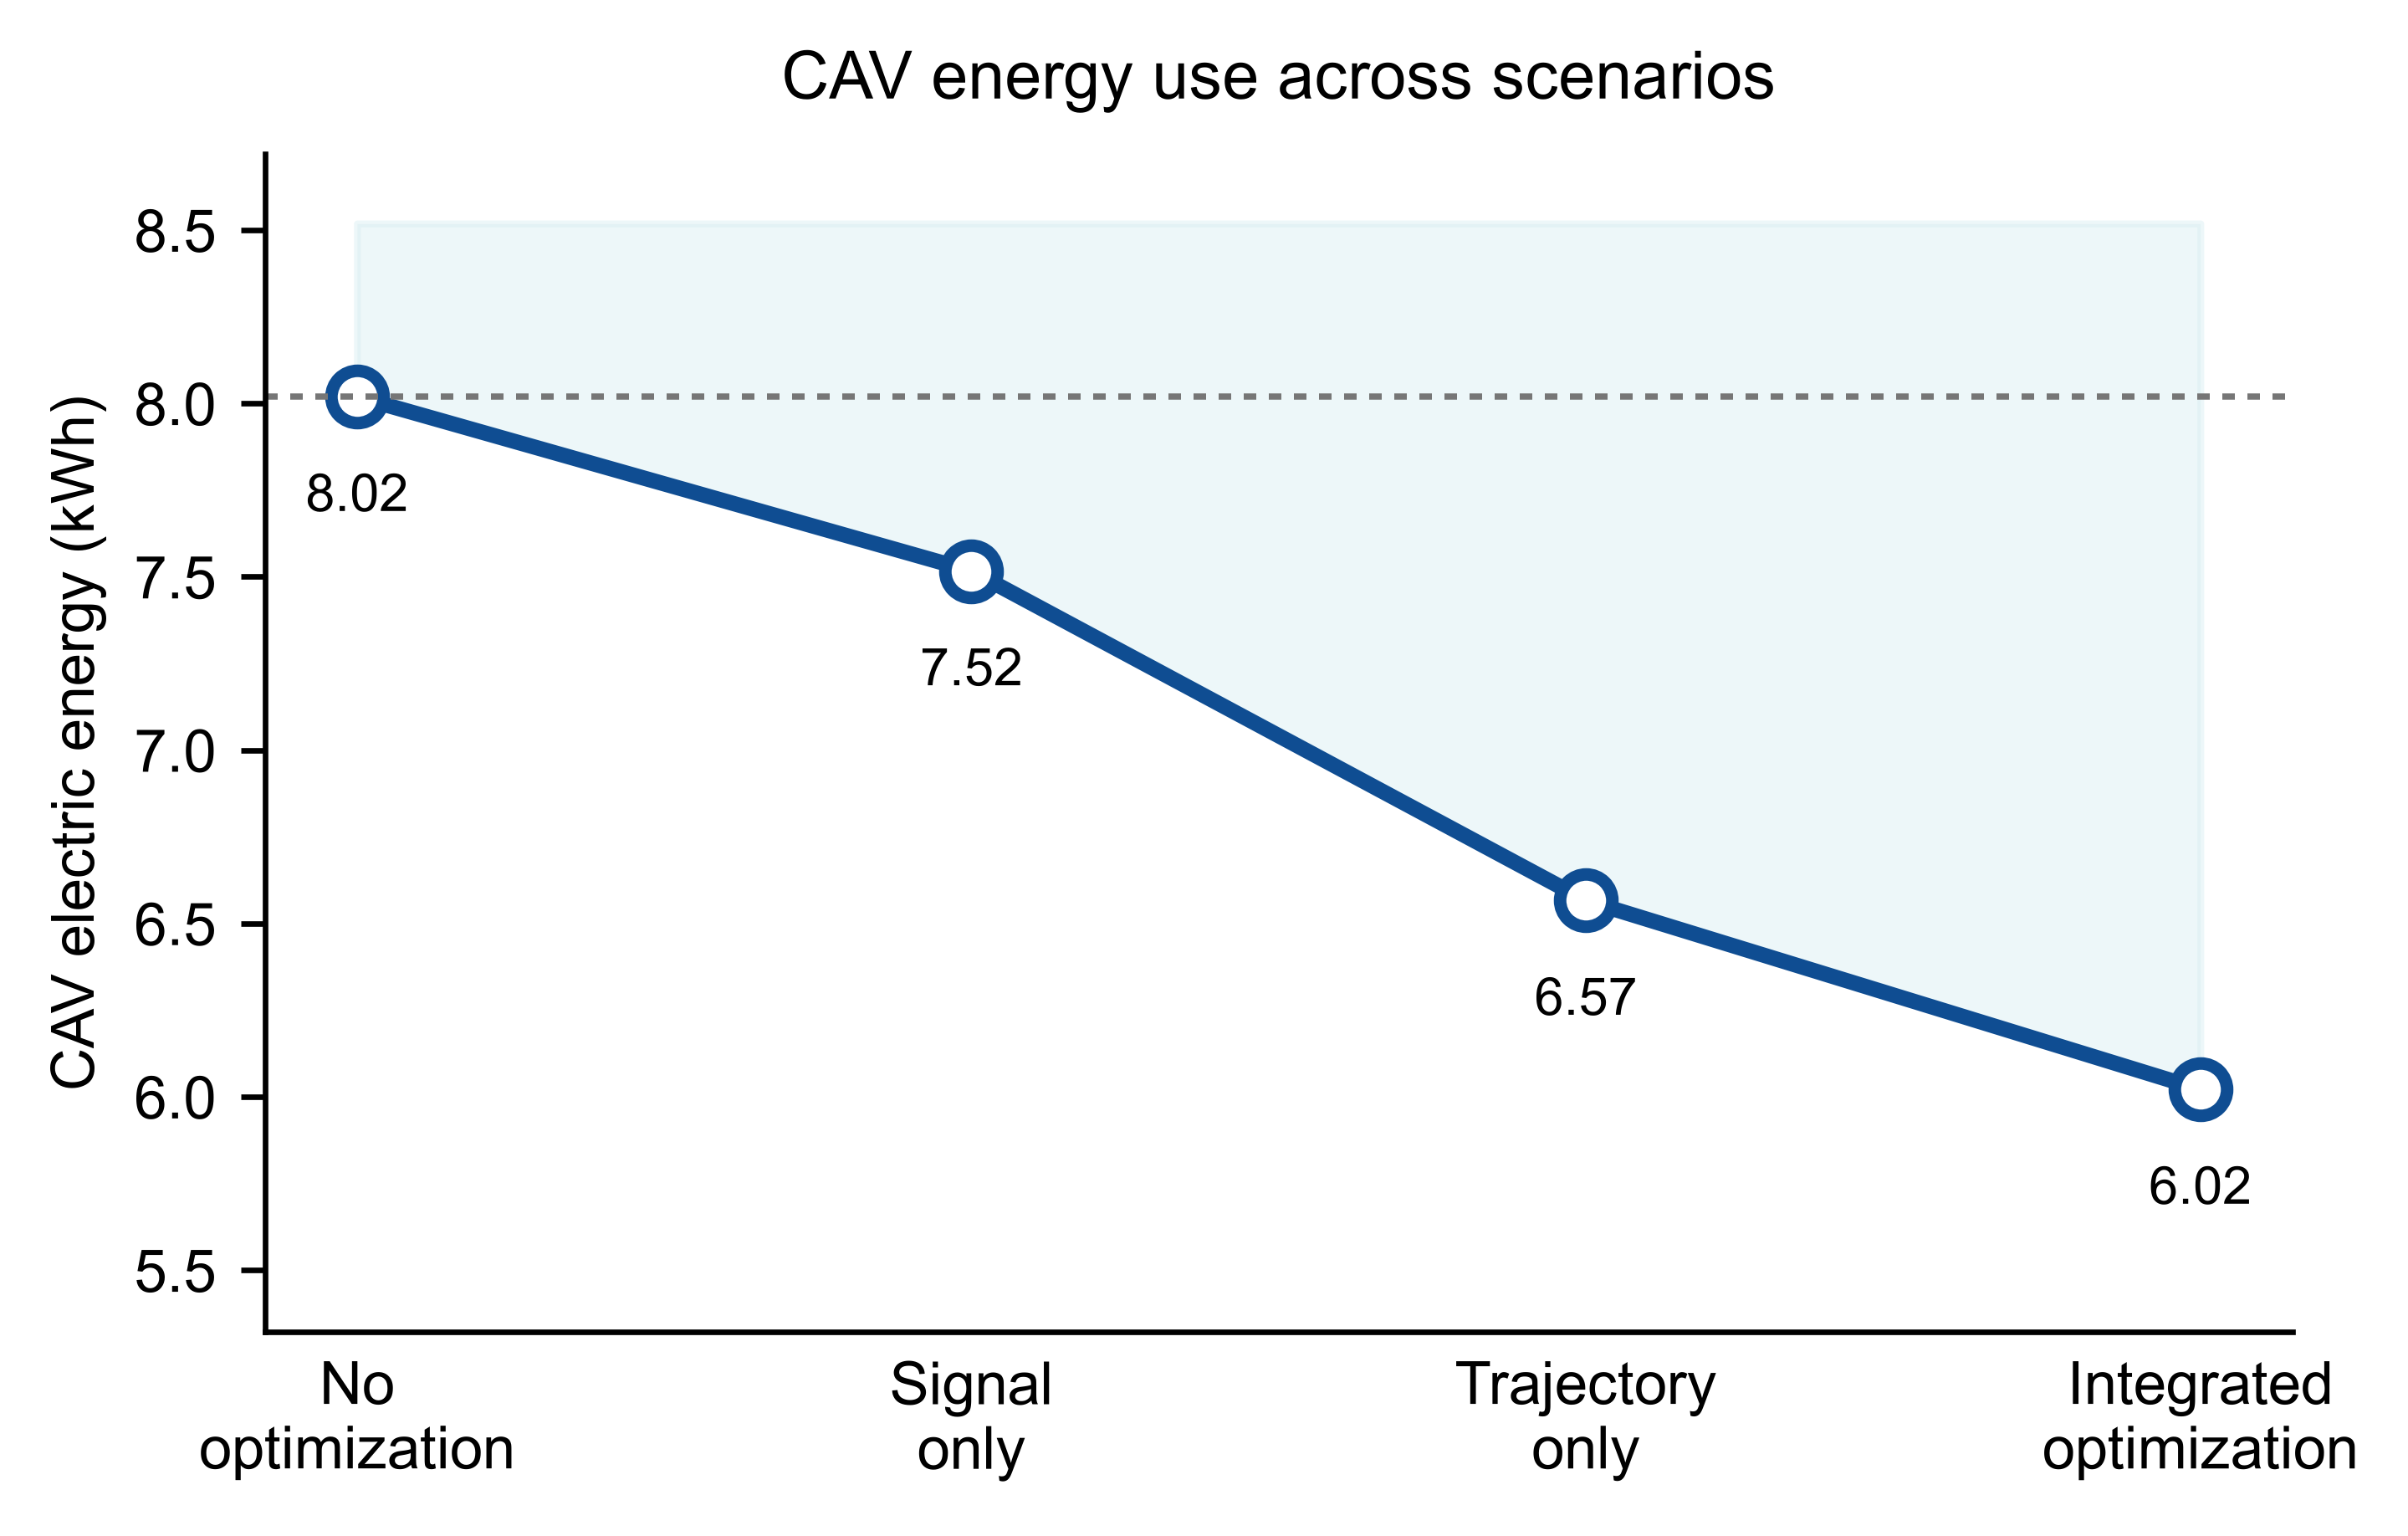 CAV energy use across scenarios
CAV electric energy (kWh)
8.5
8.0
7.5
7.0
6.5
6.0
5.5
8.02
7.52
6.57
6.02
No
optimization
Signal
only
Trajectory
only
Integrated
optimization